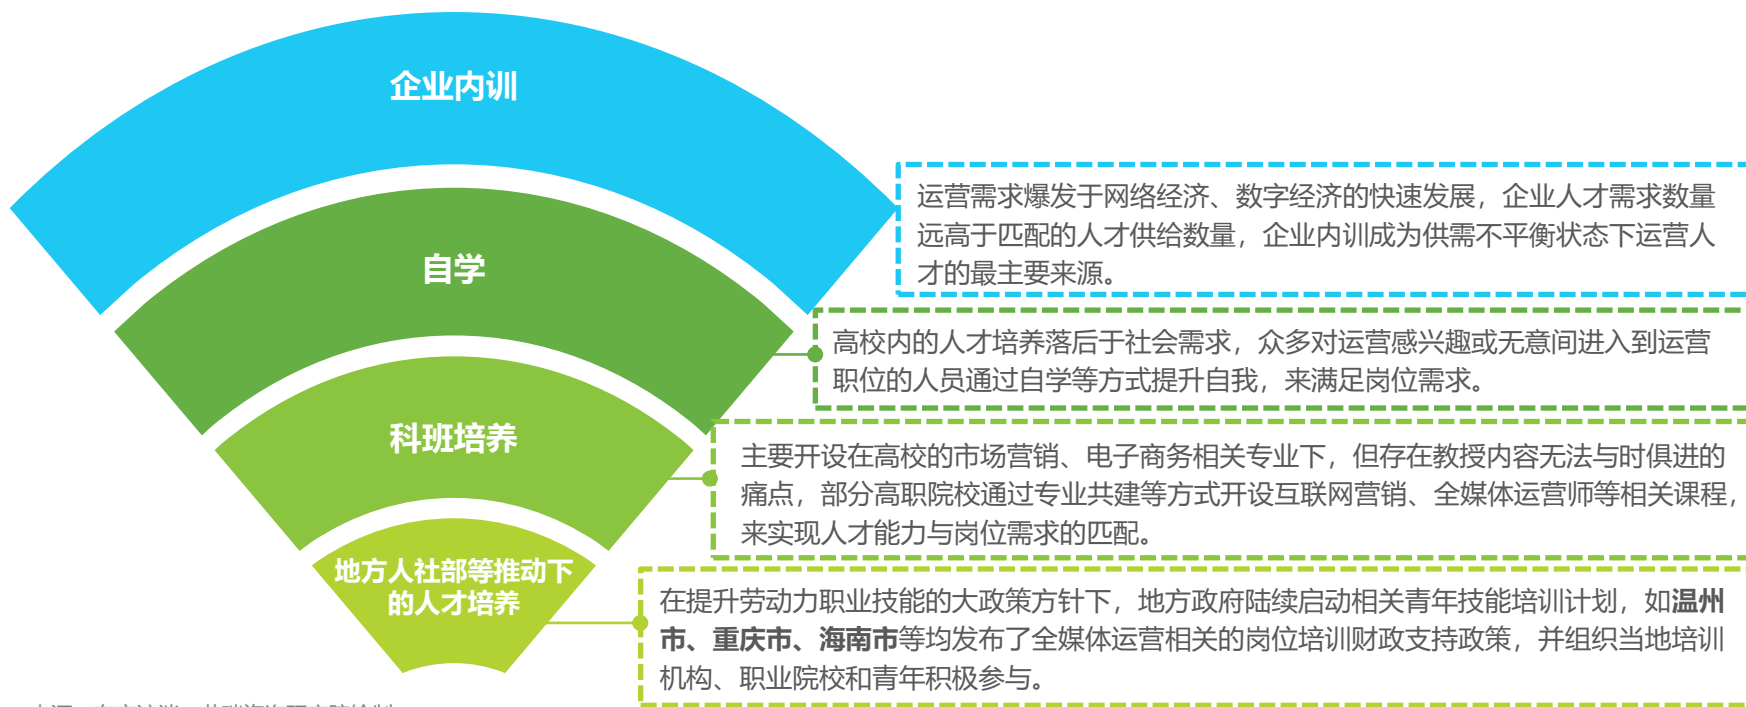 企业内训
运营需求爆发于网络经济、数字经济的快速发展，企业人才需求数量
远高于匹配的人才供给数量，企业内训成为供需不平衡状态下运营人
才的最主要来源。
自学
高校内的人才培养落后于社会需求，众多对运营感兴趣或无意间进入到运营
职位的人员通过自学等方式提升自我，来满足岗位需求。
科班培养
主要开设在高校的市场营销、电子商务相关专业下，但存在教授内容无法与时俱进的
痛点，部分高职院校通过专业共建等方式开设互联网营销、全媒体运营师等相关课程，
来实现人才能力与岗位需求的匹配。
地方人社部等推动下
的人才培养
在提升劳动力职业技能的大政策方针下，地方政府陆续启动相关青年技能培训计划，如温州
市、重庆市、海南市等均发布了全媒体运营相关的岗位培训财政支持政策，并组织当地培训
机构、职业院校和青年积极参与。